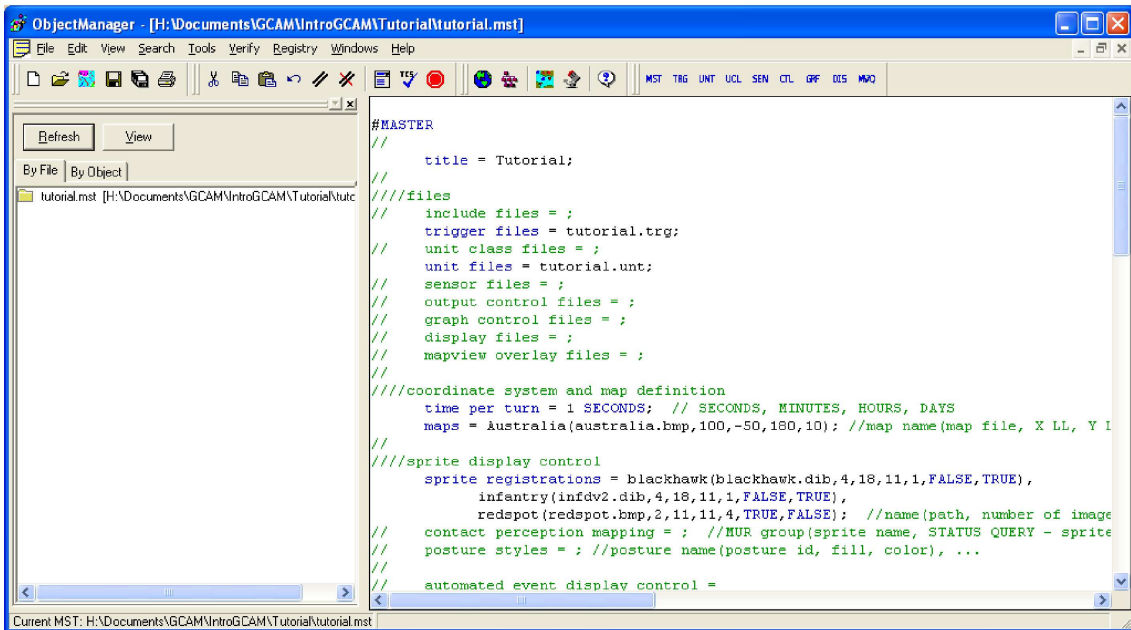 ObjectManager - [H:\Documents\GCAM\IntroGCAM\Tutorial\tutorial.mst]
File Edit View Search Tools Verify Registry Windows Help
MST TRG UNT UCL SEN CTL GRF DIS MVO
Refresh View
By File By Object
tutorial.mst [H:\Documents\GCAM\IntroGCAM\Tutorial\tuto
#MASTER
//
title = Tutorial;
//
////files
// include files = ;
trigger files = tutorial.trg;
// unit class files = ;
unit files = tutorial.unt;
// sensor files = ;
// output control files = ;
// graph control files = ;
// display files = ;
// mapview overlay files = ;
//
////coordinate system and map definition
time per turn = 1 SECONDS; // SECONDS, MINUTES, HOURS, DAYS
maps = Australia(australia.bmp,100,-50,180,10); //map name(map file, X LL, Y L
//
////sprite display control
sprite registrations = blackhawk(blackhawk.dib,4,18,11,1,FALSE,TRUE),
infantry(infdv2.dib,4,18,11,1,FALSE,TRUE),
redspot(redspot.bmp,2,11,11,4,TRUE,FALSE); //name(path, number of image
// contact perception mapping = ; //MUR group(sprite name, STATUS QUERY - sprite
// posture styles = ; //posture name(posture id, fill, color), ...
//
// automated event display control =
Current MST: H:\Documents\GCAM\IntroGCAM\Tutorial\tutorial.mst